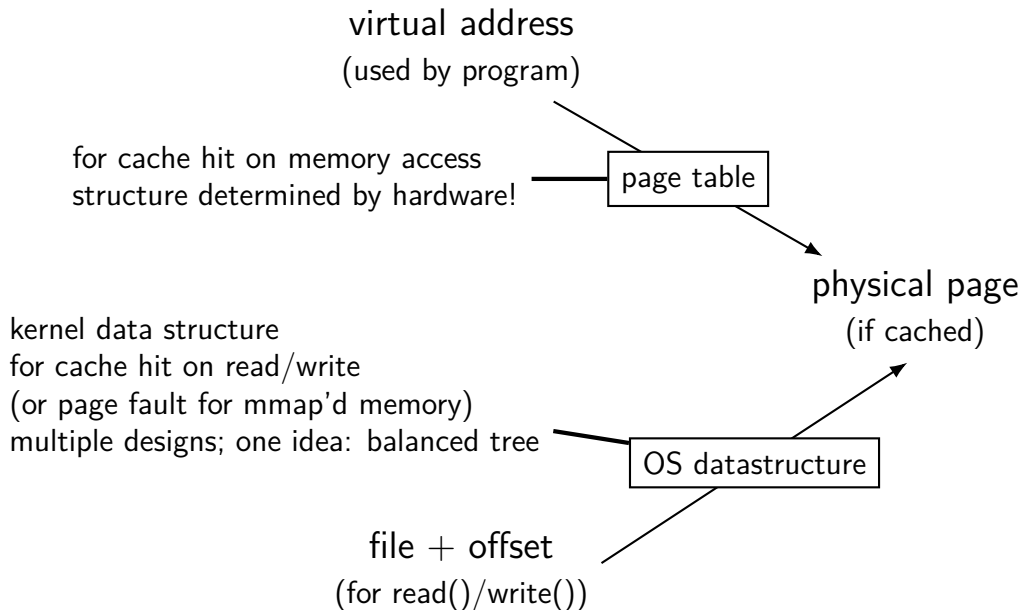 virtual address
(used by program)
for cache hit on memory access
structure determined by hardware!
page table
physical page
(if cached)
kernel data structure
for cache hit on read/write
(or page fault for mmap'd memory)
multiple designs; one idea: balanced tree
OS datastructure
file + offset
(for read()/write())